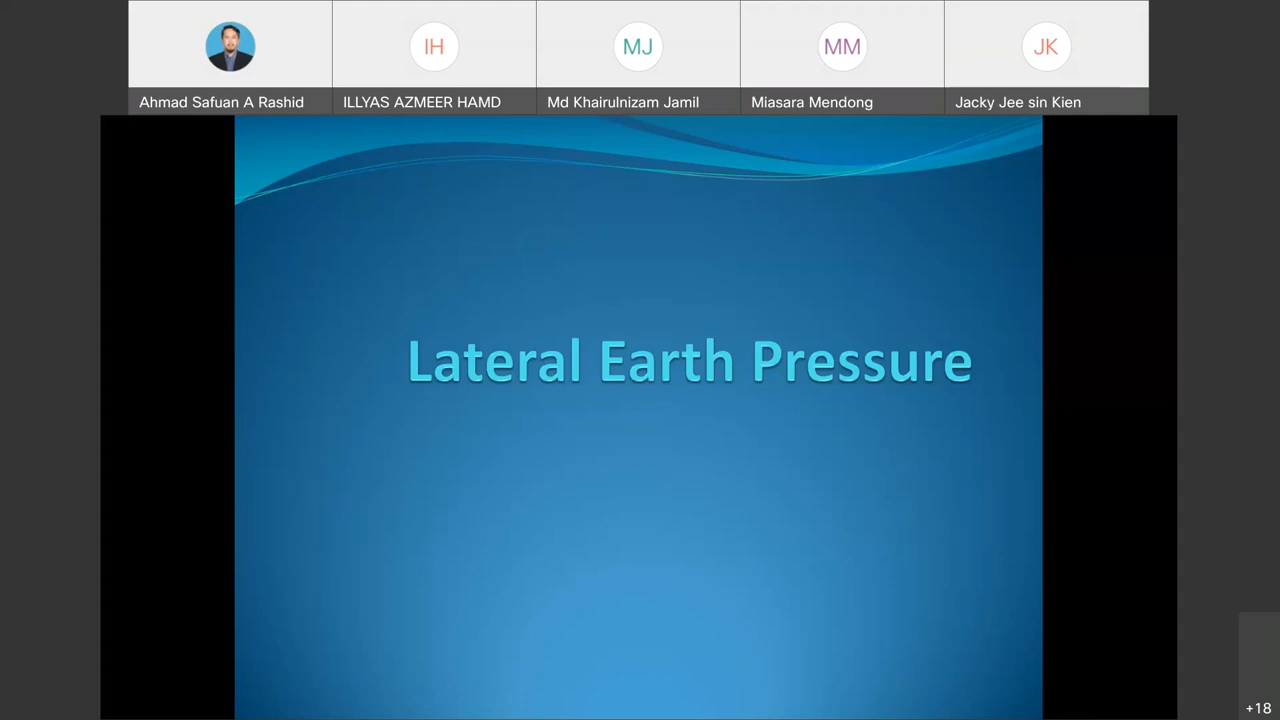 IH
MJ
MM
JK
Ahmad Safuan A Rashid
ILLYAS AZMEER HAMD
Md Khairulnizam Jamil
Miasara Mendong
Jacky Jee sin Kien
Lateral Earth Pressure
+18